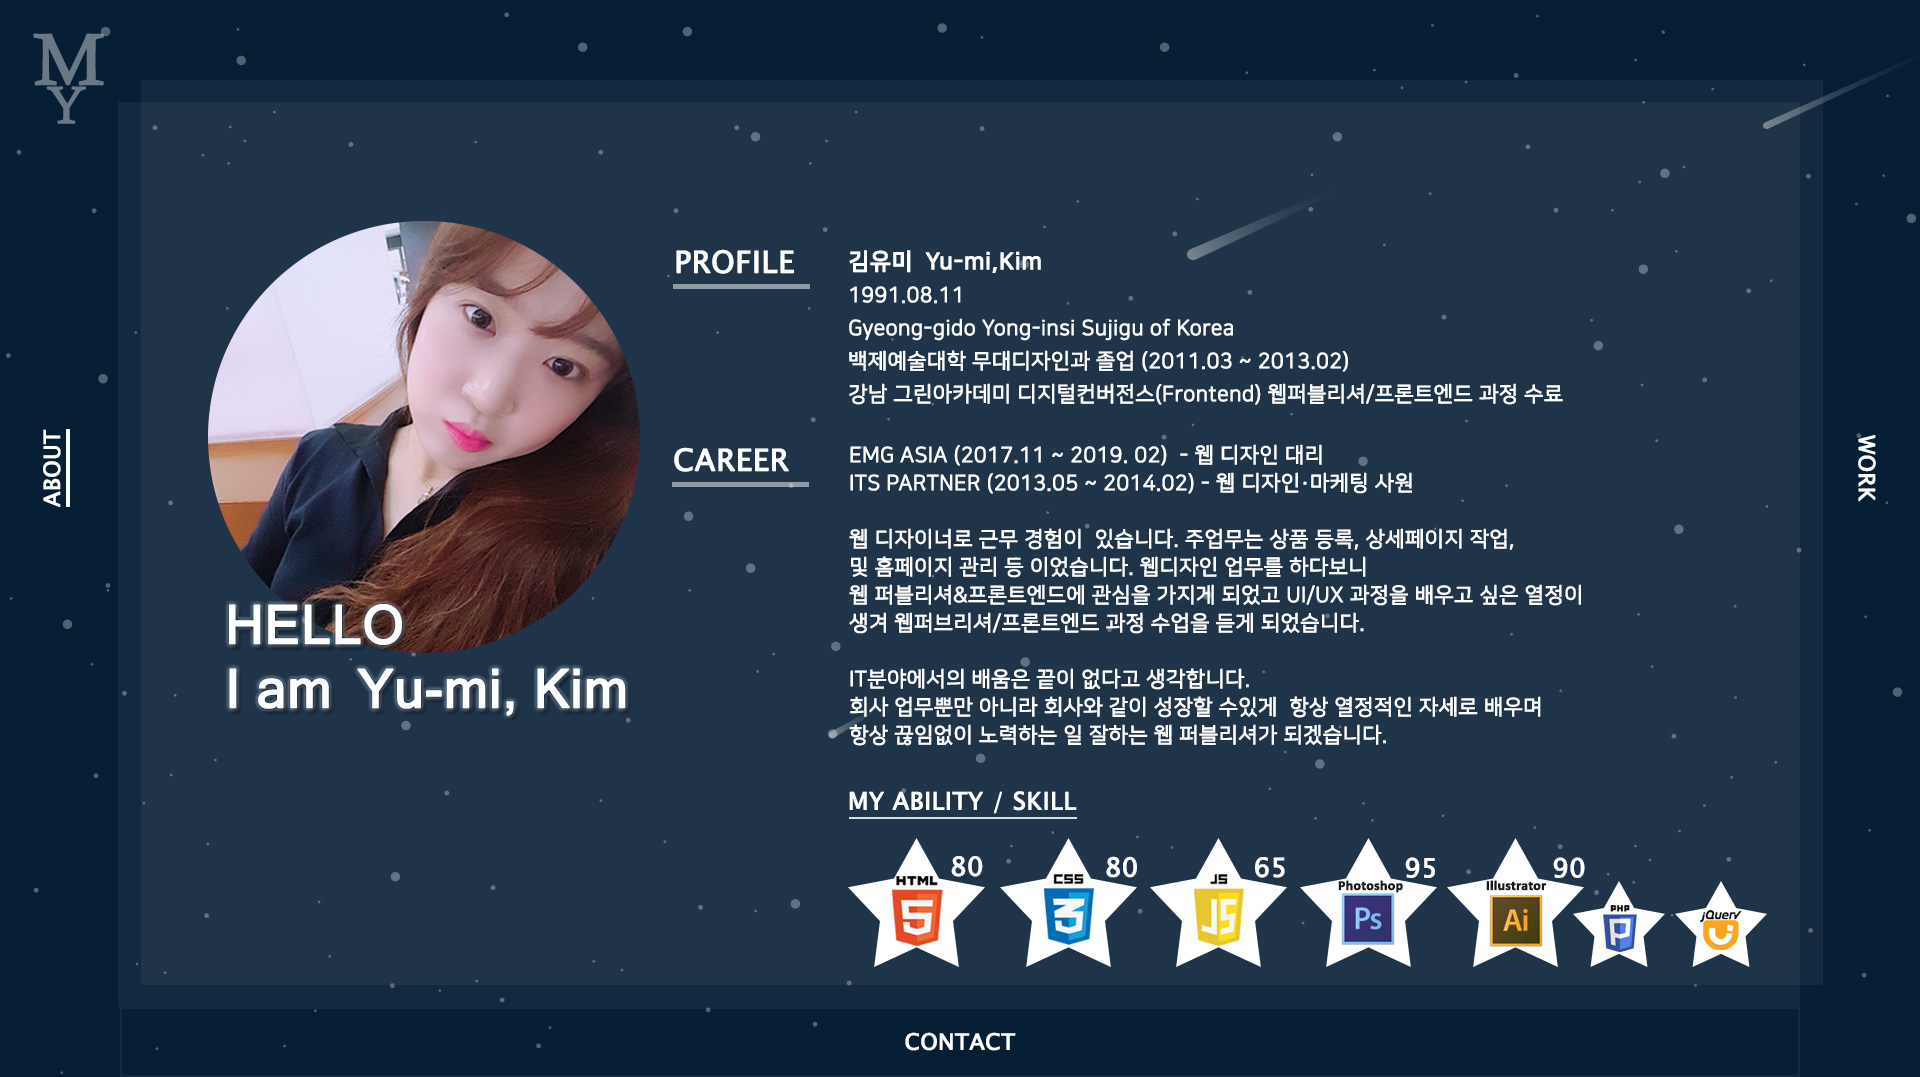 MY
ABOUT
WORK
HELLO
I am Yu-mi, Kim
PROFILE
김유미 Yu-mi,Kim
1991.08.11
Gyeong-gido Yong-insi Sujigu of Korea
백제예술대학 무대디자인과 졸업 (2011.03 ~ 2013.02)
강남 그린아카데미 디지털컨버전스(Frontend) 웹퍼블리셔/프론트엔드 과정 수료
CAREER
EMG ASIA (2017.11 ~ 2019. 02) - 웹 디자인 대리
ITS PARTNER (2013.05 ~ 2014.02) - 웹 디자인·마케팅 사원
웹 디자이너로 근무 경험이 있습니다. 주업무는 상품 등록, 상세페이지 작업,
및 홈페이지 관리 등 이었습니다. 웹디자인 업무를 하다보니
웹 퍼블리셔&프론트엔드에 관심을 가지게 되었고 UI/UX 과정을 배우고 싶은 열정이
생겨 웹퍼브리셔/프론트엔드 과정 수업을 듣게 되었습니다.
IT분야에서의 배움은 끝이 없다고 생각합니다.
회사 업무뿐만 아니라 회사와 같이 성장할 수있게 항상 열정적인 자세로 배우며
항상 끊임없이 노력하는 일 잘하는 웹 퍼블리셔가 되겠습니다.
MY ABILITY / SKILL
HTML 5 80
CSS 3 80
JS JS 65
Photoshop Ps 95
Illustrator Ai 90
PHP P
jQuery UI
CONTACT